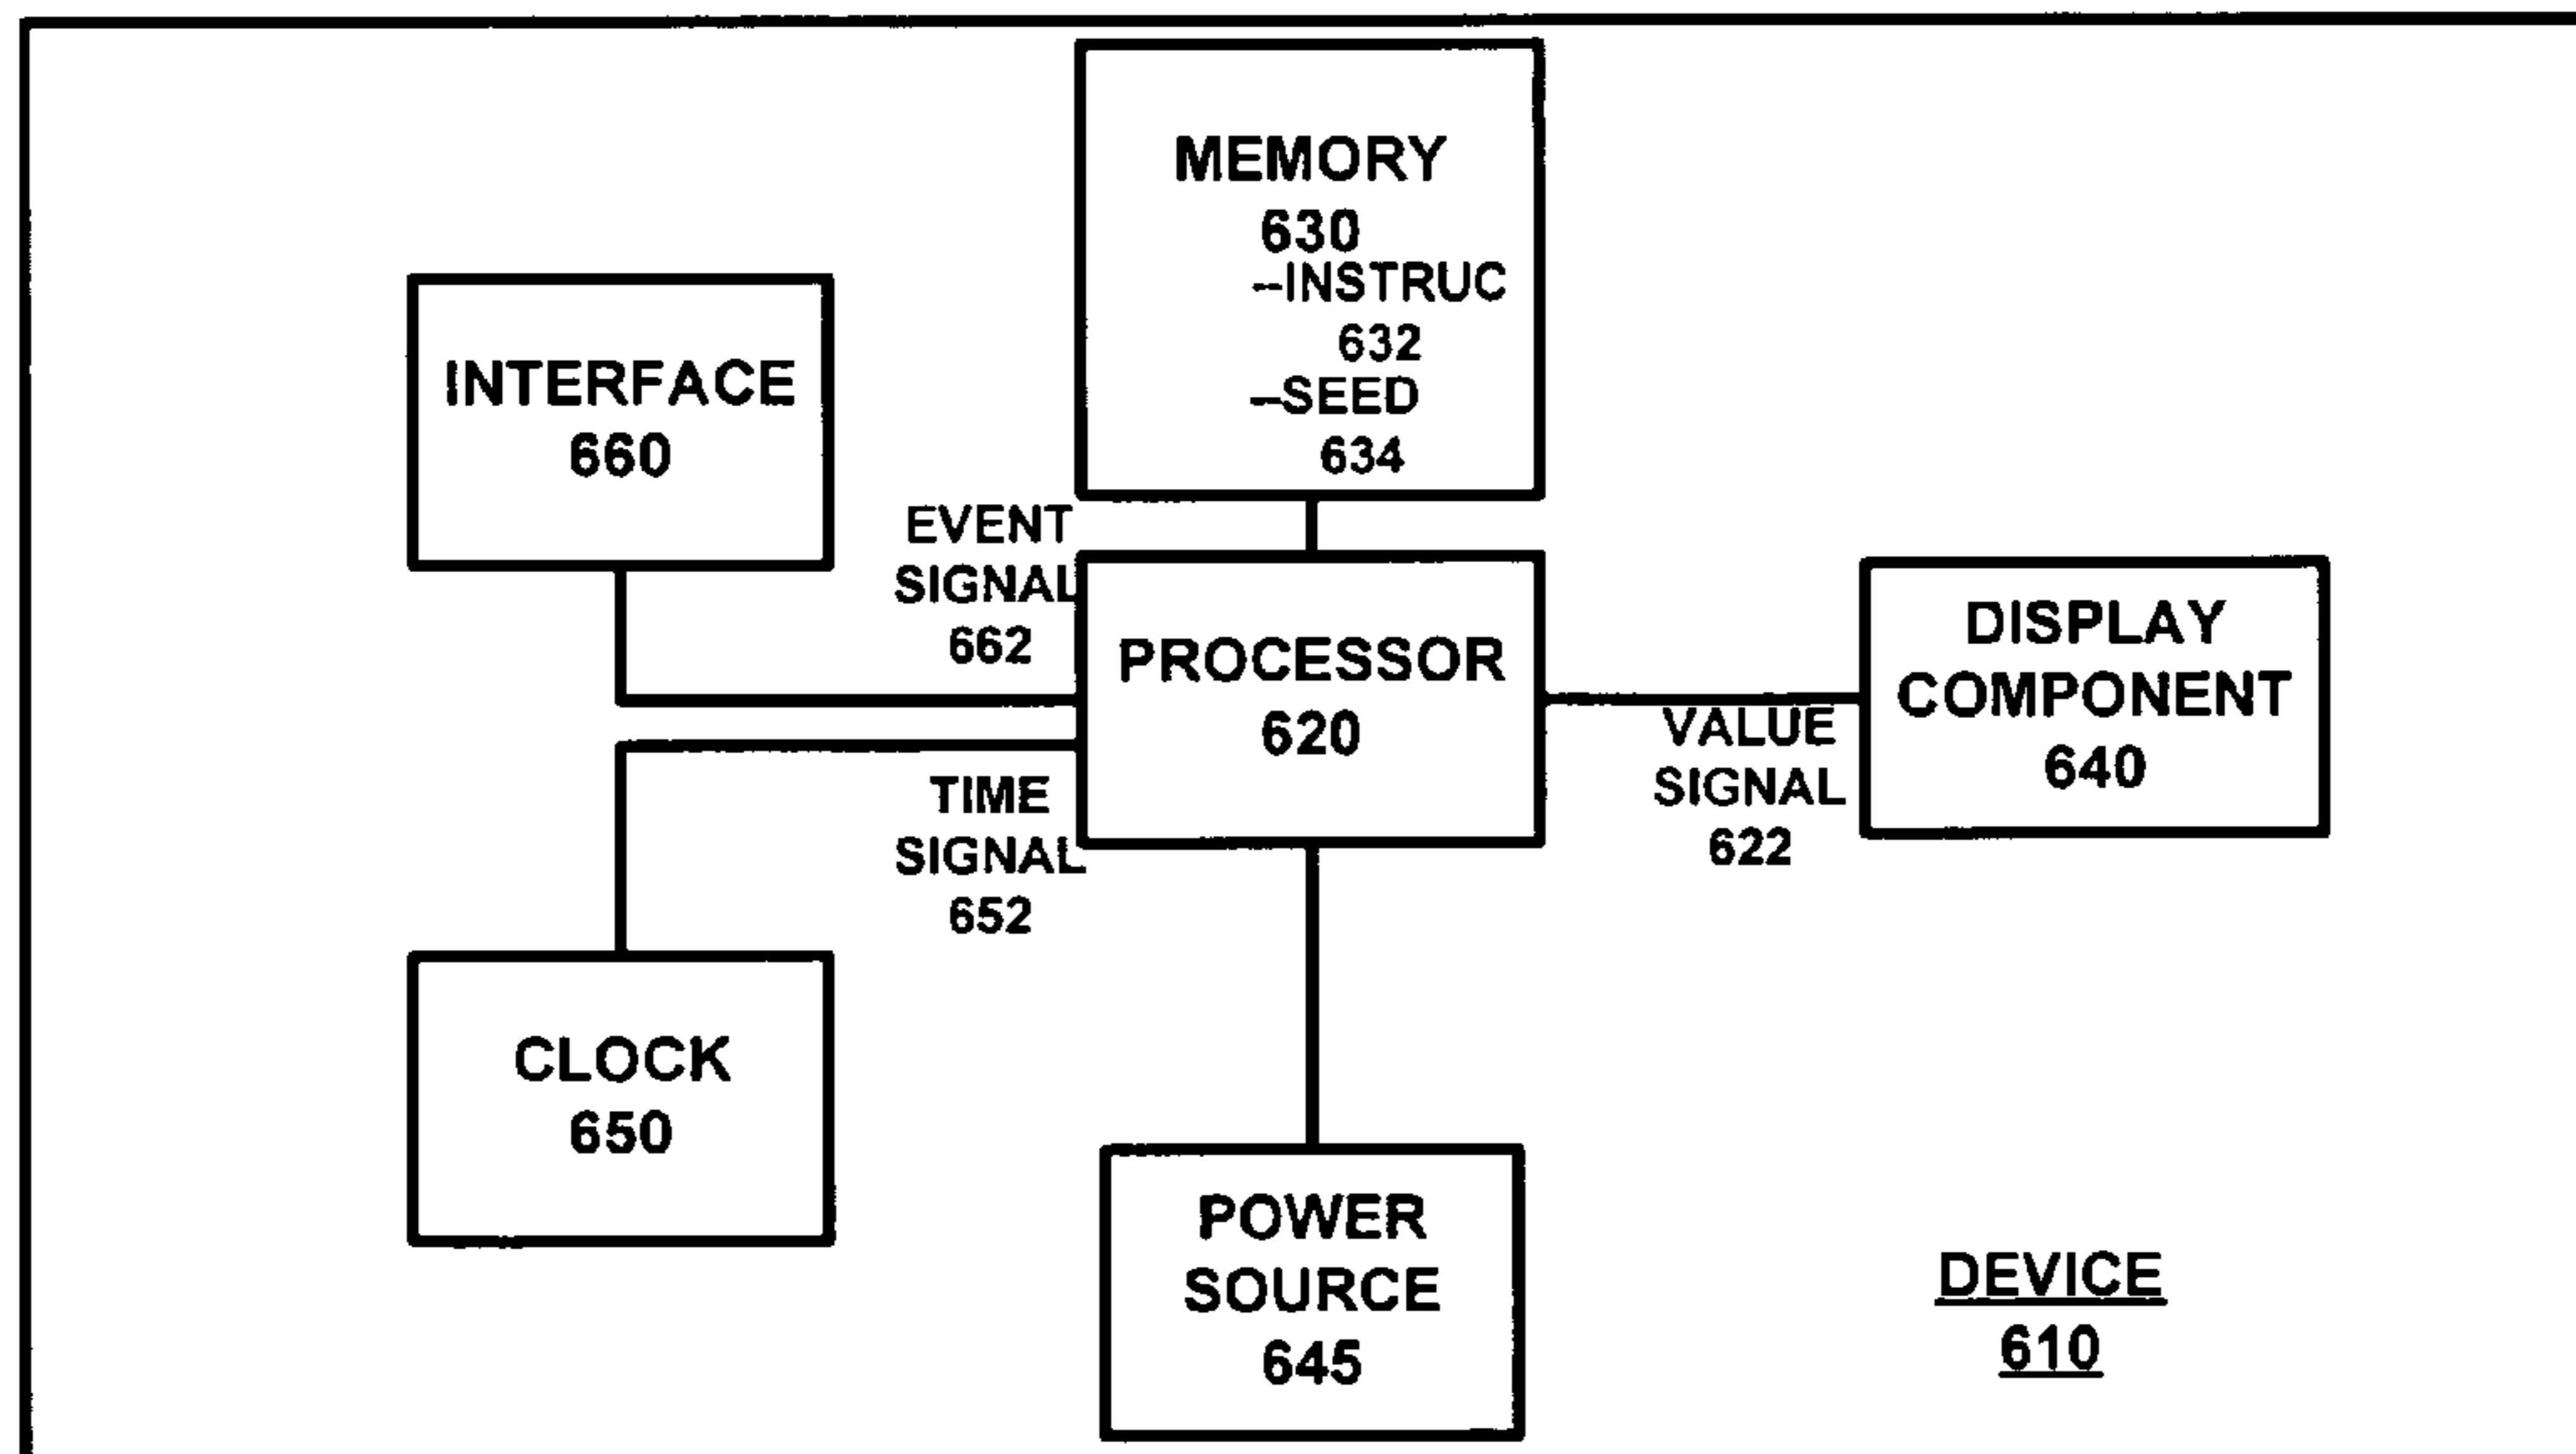 MEMORY
630
–INSTRUC
632
–SEED
634
INTERFACE
660
EVENT
SIGNAL
662
PROCESSOR
620
DISPLAY
COMPONENT
640
VALUE
SIGNAL
622
TIME
SIGNAL
652
CLOCK
650
POWER
SOURCE
645
DEVICE
610